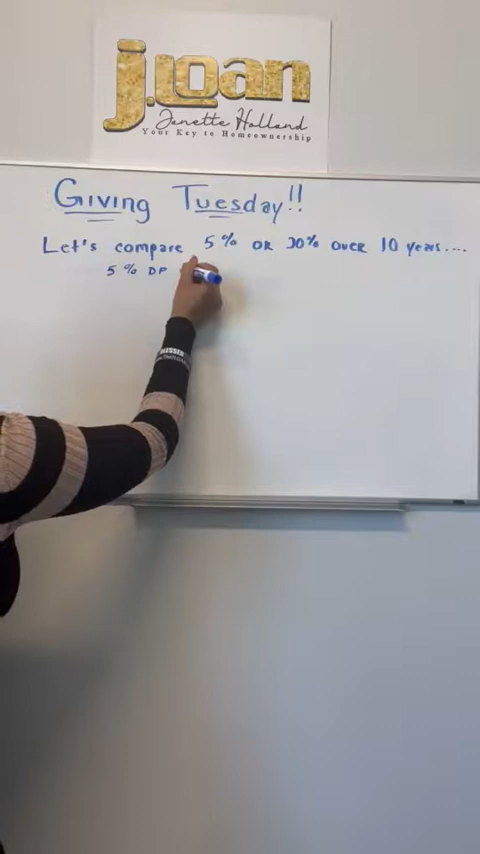 J.Loan
Janette Holland
Your Key to Homeownership
Giving Tuesday!!
Let's compare 5% OR 20% over 10 years....
5% DP
BLESSED